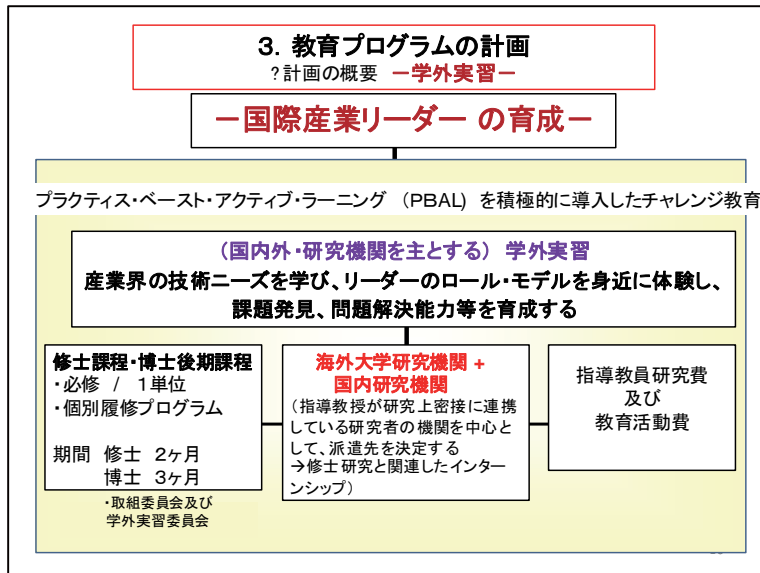 3. 教育プログラムの計画
?計画の概要 －学外実習－
－国際産業リーダー の育成－
プラクティス・ベースト・アクティブ・ラーニング (PBAL) を積極的に導入したチャレンジ教育
(国内外・研究機関を主とする) 学外実習
産業界の技術ニーズを学び、リーダーのロール・モデルを身近に体験し、
課題発見、問題解決能力等を育成する
修士課程・博士後期課程
・必修 / 1単位
・個別履修プログラム
期間 修士 2ヶ月
博士 3ヶ月
・取組委員会及び
学外実習委員会
海外大学研究機関 +
国内研究機関
(指導教授が研究上密接に連携
している研究者の機関を中心と
して、派遣先を決定する
→修士研究と関連したインター
ンシップ)
指導教員研究費
及び
教育活動費